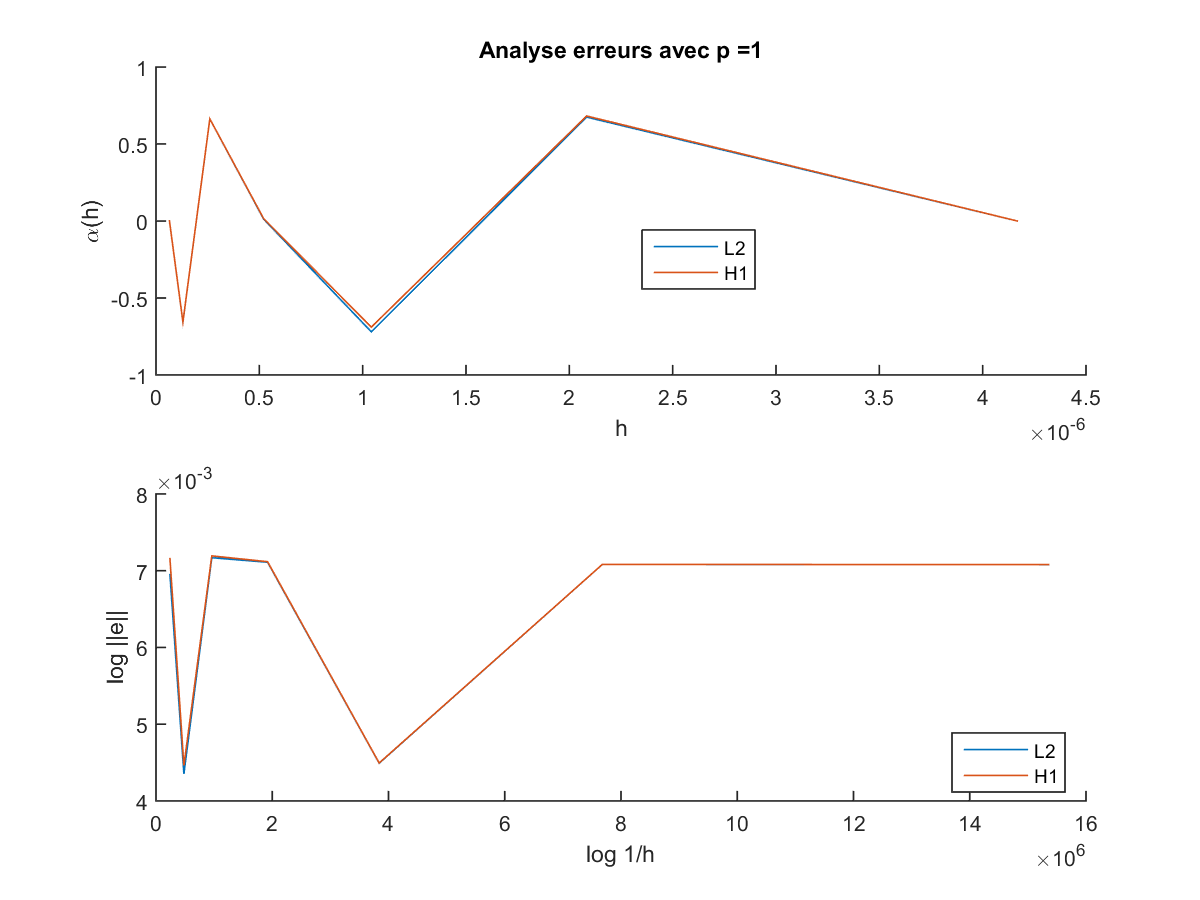 Analyse erreurs avec p =1
1
0.5
0
-0.5
-1
α(h)
L2
H1
0 0.5 1 1.5 2 2.5 3 3.5 4 4.5
h
×10-6
×10-3
8
7
6
5
4
log ||e||
L2
H1
0 2 4 6 8 10 12 14 16
log 1/h
×106